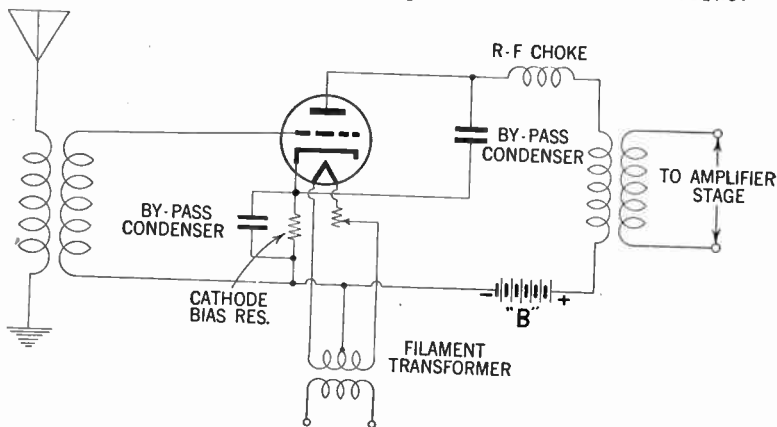 R-F CHOKE
BY-PASS
CONDENSER
TO AMPLIFIER
STAGE
BY-PASS
CONDENSER
CATHODE
BIAS RES.
- +
"B"
FILAMENT
TRANSFORMER